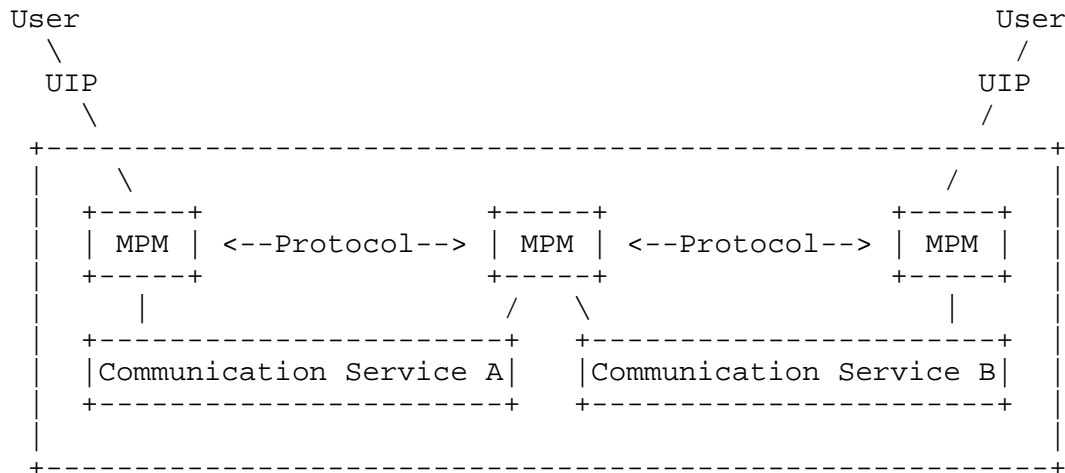 User User
UIP UIP
MPM <--Protocol--> MPM <--Protocol--> MPM
Communication Service A Communication Service B